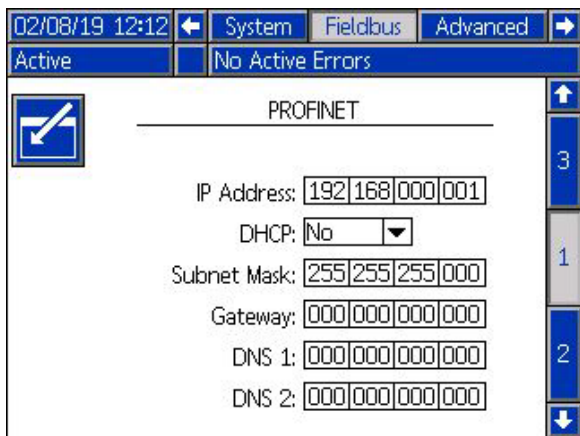 02/08/19 12:12 System Fieldbus Advanced
Active No Active Errors
PROFINET
3
IP Address: 192 168 000 001
DHCP: No
1
Subnet Mask: 255 255 255 000
Gateway: 000 000 000 000
DNS 1: 000 000 000 000
2
DNS 2: 000 000 000 000